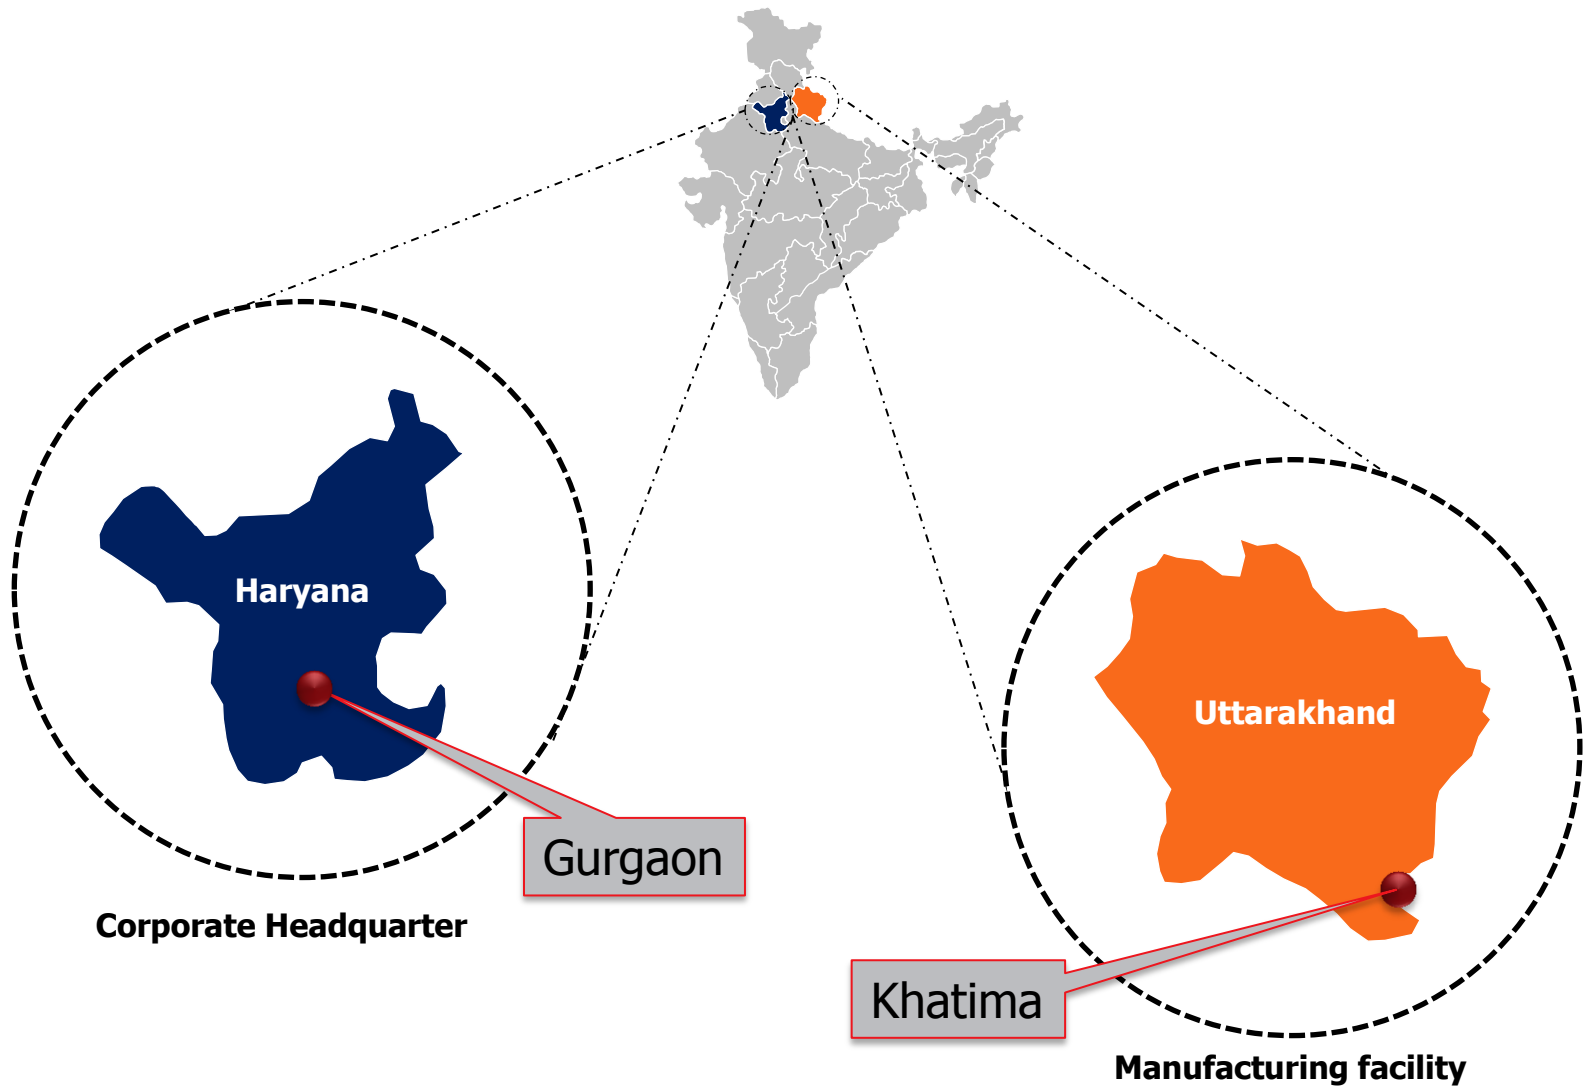 Haryana
Gurgaon
Corporate Headquarter
Uttarakhand
Khatima
Manufacturing facility